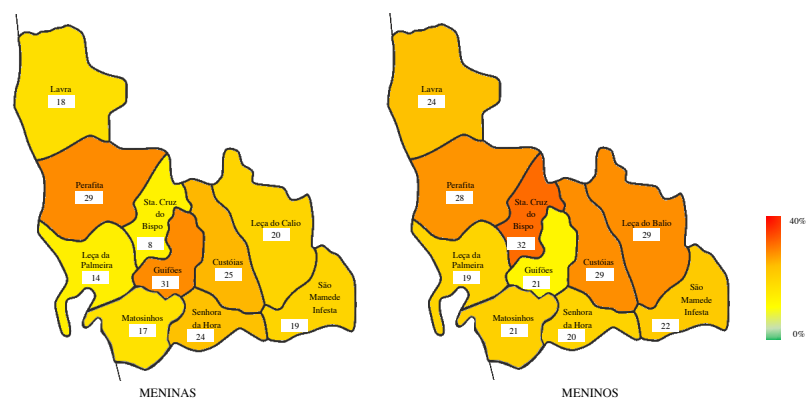 Lavra
18
Perafita
29
Sta. Cruz
do
Bispo
8
Leça do Calio
20
Leça da
Palmeira
14
Guifões
31
Custóias
25
São
Mamede
Infesta
19
Matosinhos
17
Senhora
da Hora
24
MENINAS
Lavra
24
Perafita
28
Sta. Cruz
do
Bispo
32
Leça do Balio
29
Leça da
Palmeira
19
Guifões
21
Custóias
29
São
Mamede
Infesta
22
Matosinhos
21
Senhora
da Hora
20
MENINOS
40%
0%